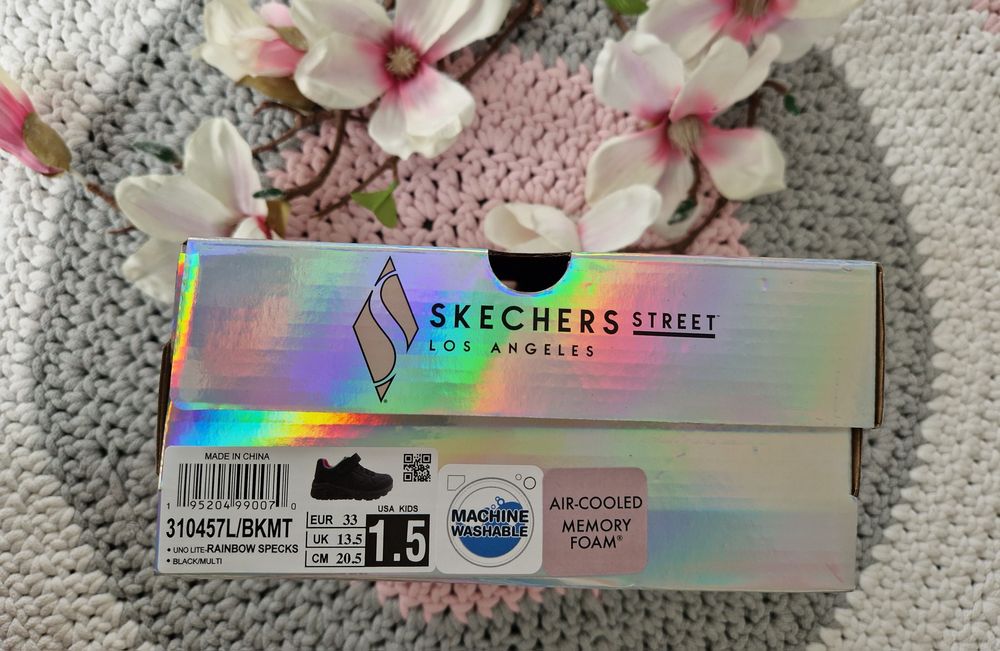 SKECHERS STREET™
LOS ANGELES
MADE IN CHINA
1 95204 99007 0
310457L/BKMT
• UNO LITE-RAINBOW SPECKS
• BLACK/MULTI
USA KIDS
1.5
EUR 33
UK 13.5
CM 20.5
MACHINE
WASHABLE
AIR-COOLED
MEMORY
FOAM®